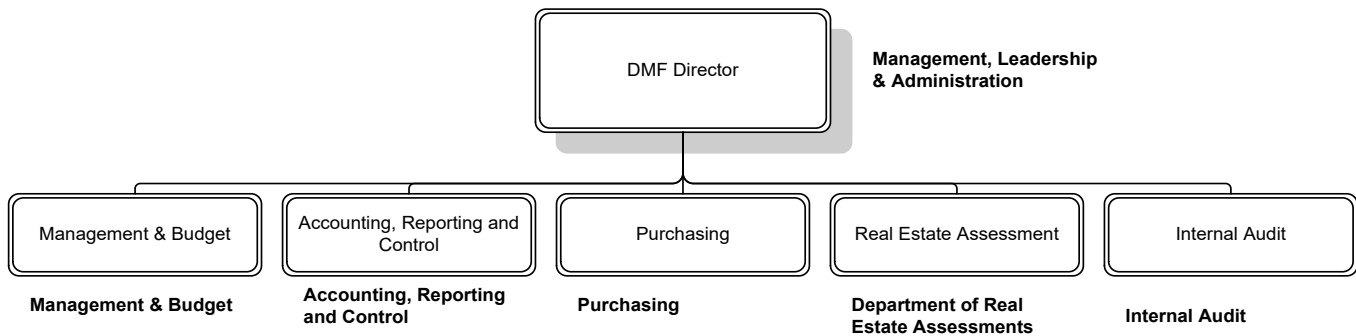 DMF Director
Management, Leadership
& Administration
Management & Budget
Accounting, Reporting and
Control
Purchasing
Real Estate Assessment
Internal Audit
Management & Budget
Accounting, Reporting
and Control
Purchasing
Department of Real
Estate Assessments
Internal Audit